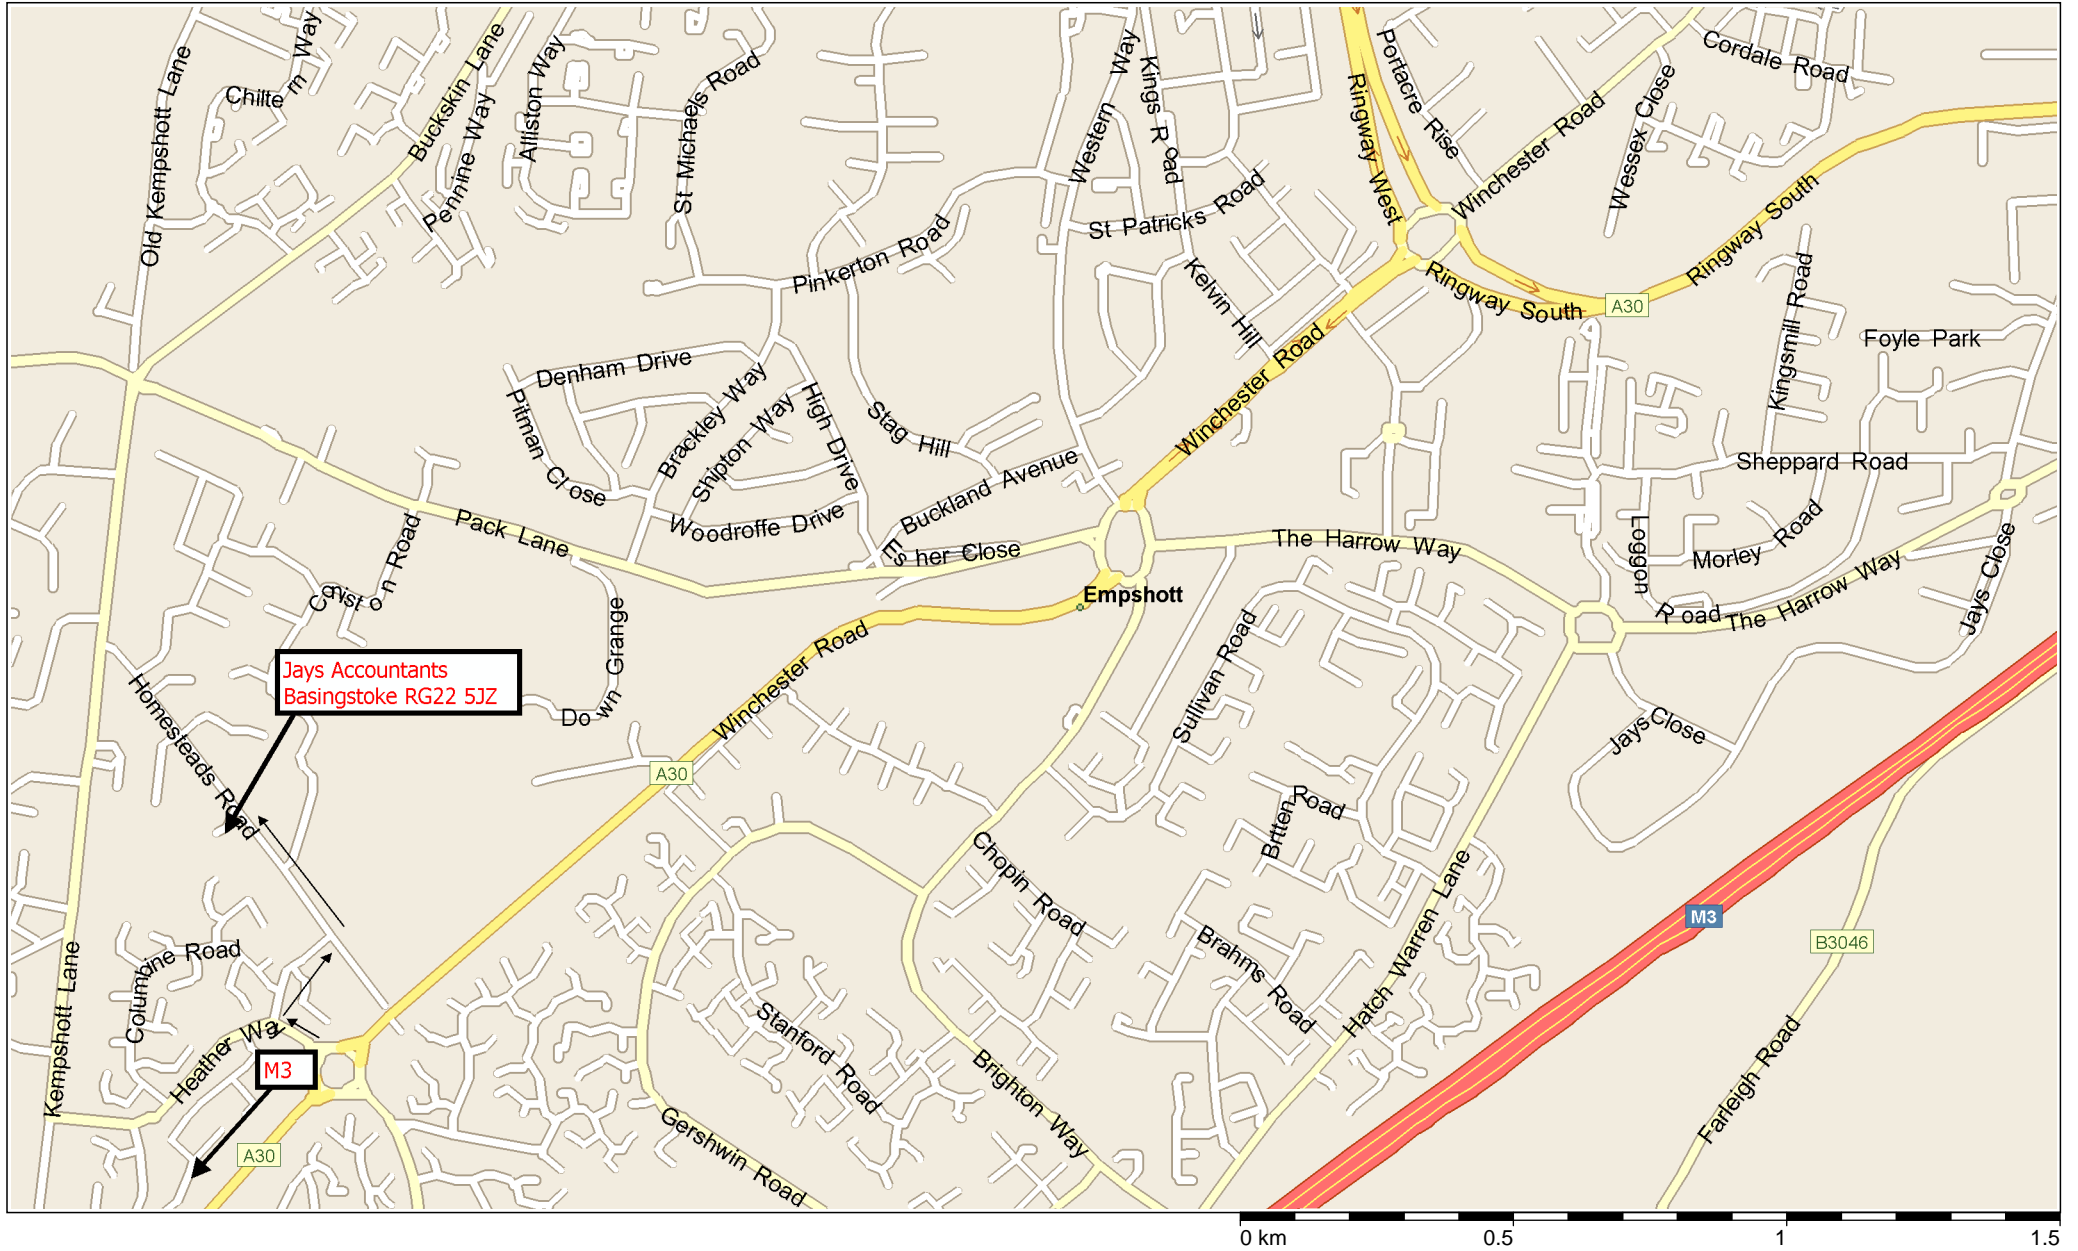 Old Kempshott Lane
Chiltern Way
Buckskin Lane
Pennine Way
Alliston Way
St Michaels Road
Western Way
Kings Road
Ringway West
Portacre Rise
Winchester Road
Wessex Close
Cordale Road
Ringway South
St Patricks Road
Pinkerton Road
Kelvin Hill
Ringway South
A30
Kingsmill Road
Foyle Park
Denham Drive
Pitman Close
Brackley Way
Shipton Way
High Drive
Stag Hill
Winchester Road
Buckland Avenue
Sheppard Road
Pack Lane
Woodroffe Drive
Esher Close
The Harrow Way
Loggon Road
Morley Road
The Harrow Way
Jays Close
Coniston Road
Empshott
Down Grange
Winchester Road
Sullivan Road
Jays Accountants
Basingstoke RG22 5JZ
Homesteads Road
Jays Close
A30
Britten Road
Chopin Road
Hatch Warren Lane
M3
B3046
Brahms Road
Columbine Road
Kempshott Lane
Heather Way
M3
Stanford Road
Brighton Way
Gershwin Road
Farleigh Road
A30
0 km 0.5 1 1.5